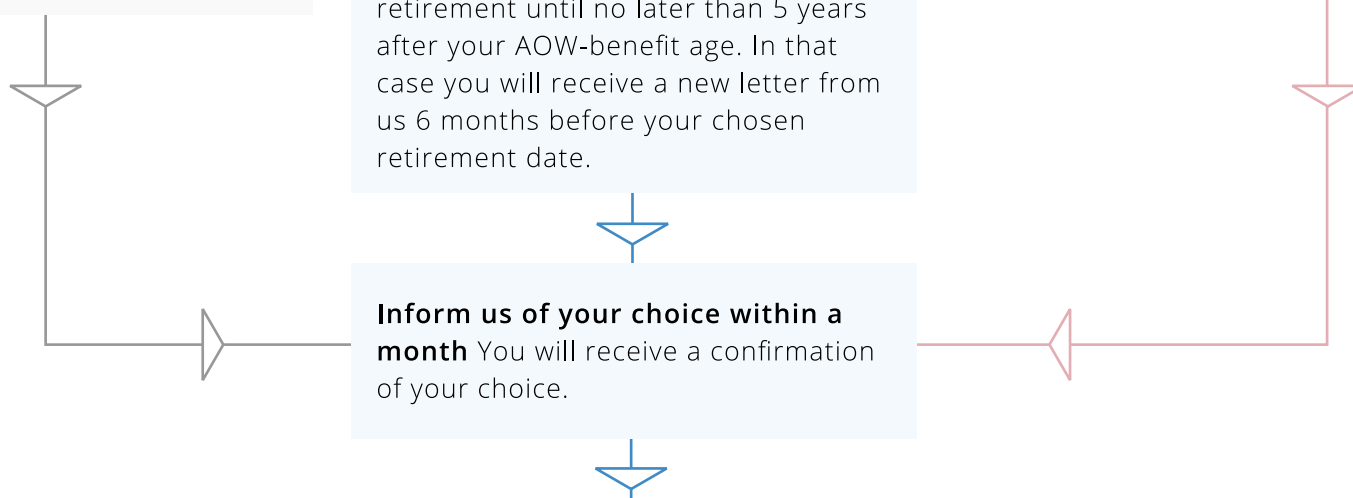 retirement until no later than 5 years
after your AOW-benefit age. In that
case you will receive a new letter from
us 6 months before your chosen
retirement date.
Inform us of your choice within a
month You will receive a confirmation
of your choice.